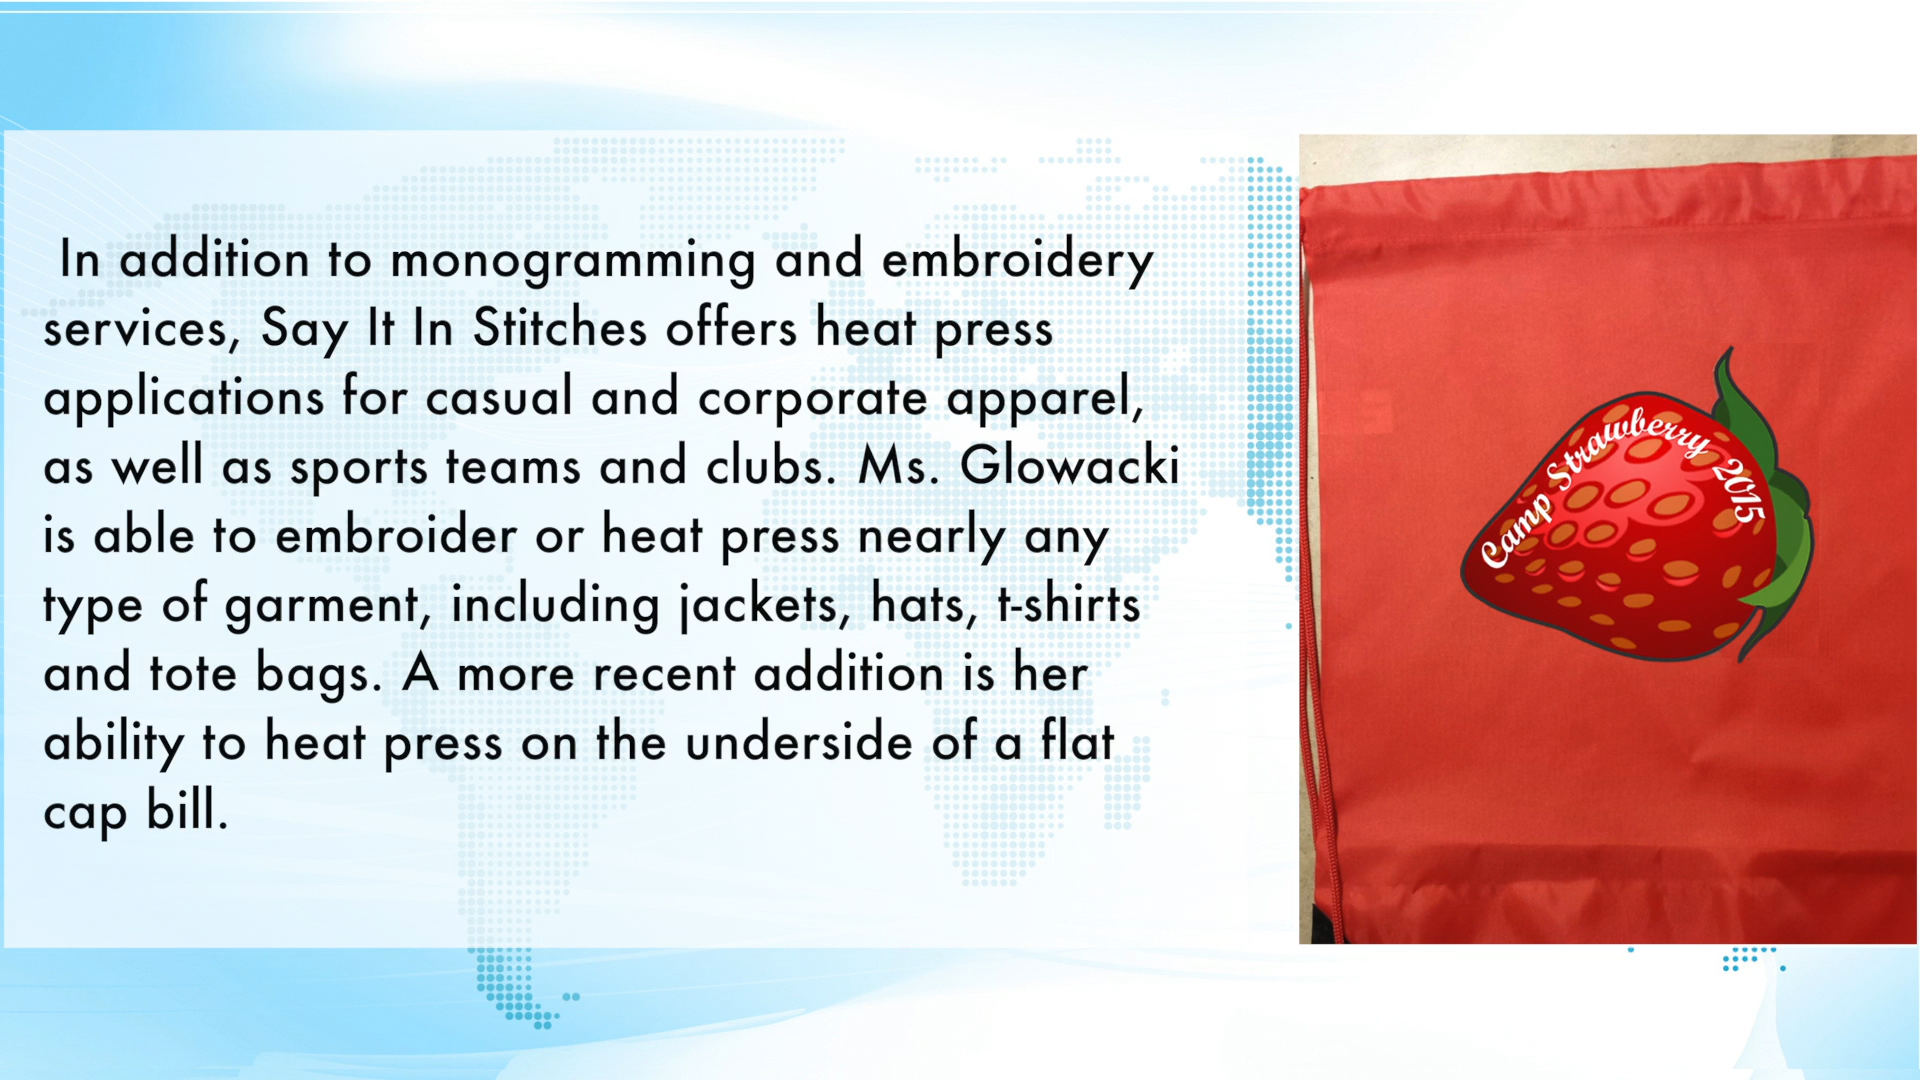 In addition to monogramming and embroidery
services, Say It In Stitches offers heat press
applications for casual and corporate apparel,
as well as sports teams and clubs. Ms. Glowacki
is able to embroider or heat press nearly any
type of garment, including jackets, hats, t-shirts
and tote bags. A more recent addition is her
ability to heat press on the underside of a flat
cap bill.
Camp Strawberry 2015